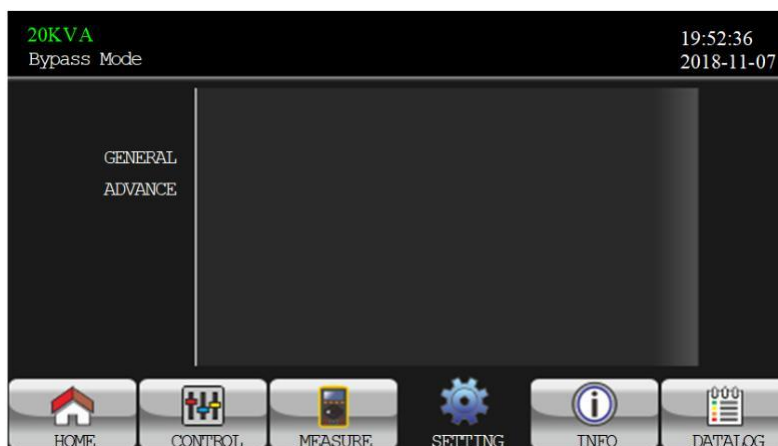 20KVA
19:52:36
Bypass Mode
2018-11-07
GENERAL
ADVANCE
HOME
CONTROL
MEASURE
SETTING
INFO
DATALOG